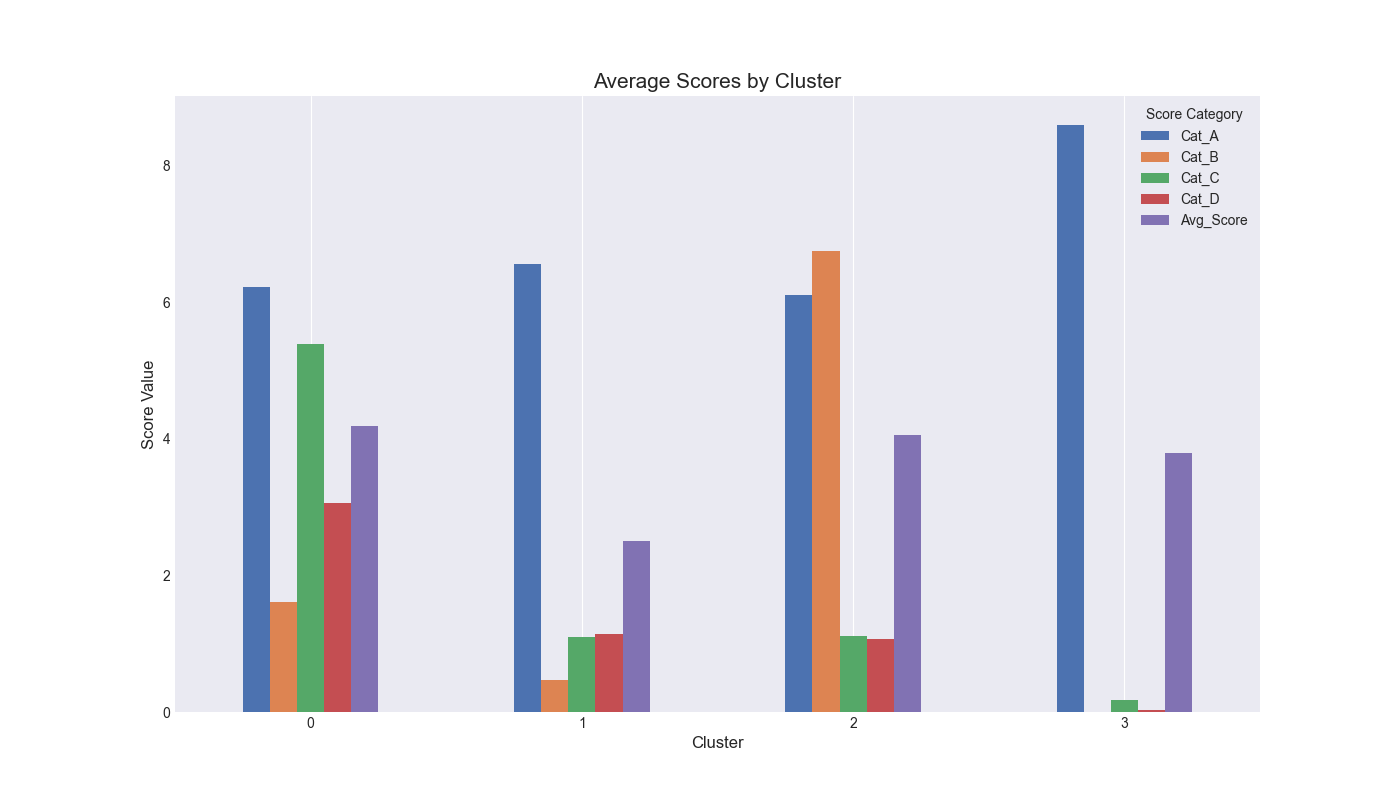 Average Scores by Cluster
Score Category
Cat_A
Cat_B
Cat_C
Cat_D
Avg_Score
Score Value
8
6
4
2
0
0 1 2 3
Cluster